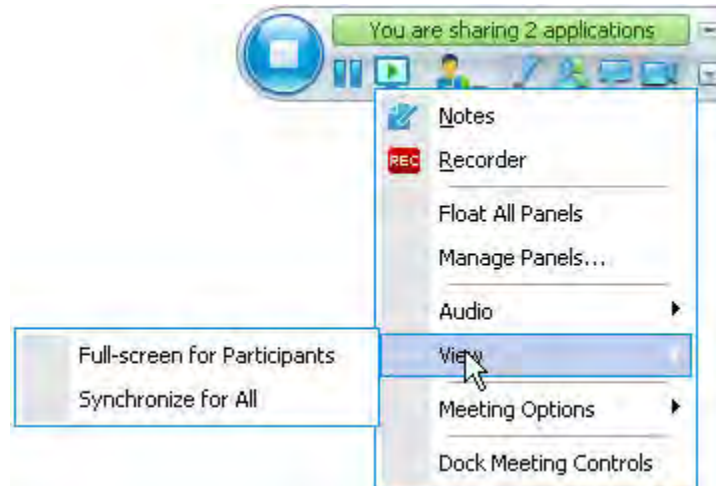 You are sharing 2 applications
Notes
REC Recorder
Float All Panels
Manage Panels...
Audio
Full-screen for Participants
View
Synchronize for All
Meeting Options
Dock Meeting Controls